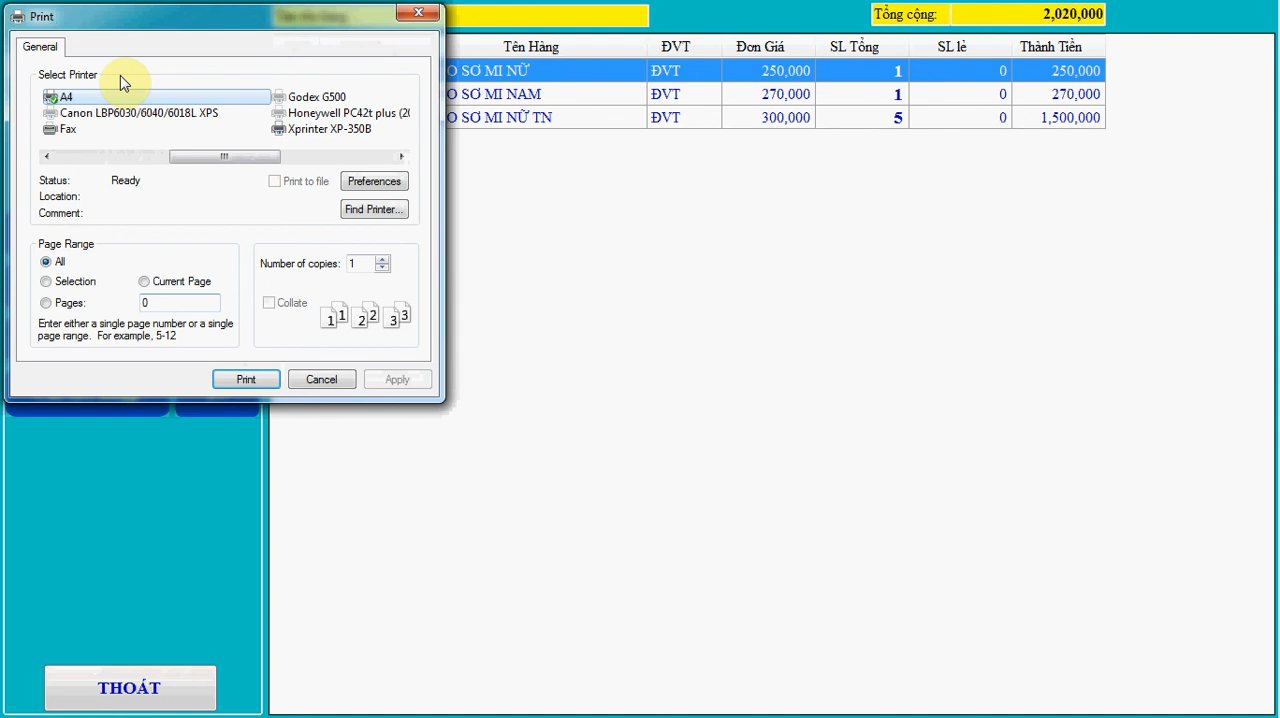 Print
Tổng cộng: 2,020,000
General
Tên Hàng ĐVT Đơn Giá SL Tổng SL lẻ Thành Tiền
Select Printer
O SƠ MI NỮ ĐVT 250,000 1 0 250,000
A4 Godex G500
O SƠ MI NAM ĐVT 270,000 1 0 270,000
Canon LBP6030/6040/6018L XPS Honeywell PC42t plus (20
O SƠ MI NỮ TN ĐVT 300,000 5 0 1,500,000
Fax Xprinter XP-350B
Status: Ready Print to file Preferences
Location:
Comment: Find Printer...
Page Range
All Number of copies: 1
Selection Current Page
Pages: 0 Collate
1 1 2 2 3 3
Enter either a single page number or a single
page range. For example, 5-12
Print Cancel Apply
THOÁT